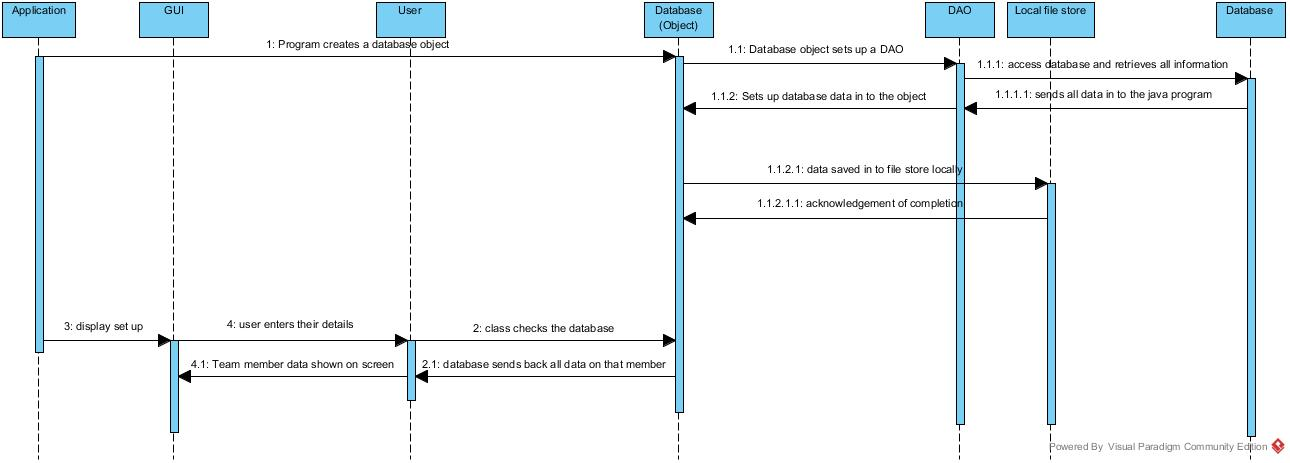 Application
GUI
User
Database
(Object)
DAO
Local file store
Database
1: Program creates a database object
1.1: Database object sets up a DAO
1.1.1: access database and retrieves all information
1.1.2: Sets up database data in to the object
1.1.1.1: sends all data in to the java program
1.1.2.1: data saved in to file store locally
1.1.2.1.1: acknowledgement of completion
3: display set up
4: user enters their details
2: class checks the database
4.1: Team member data shown on screen
2.1: database sends back all data on that member
Powered By Visual Paradigm Community Edition